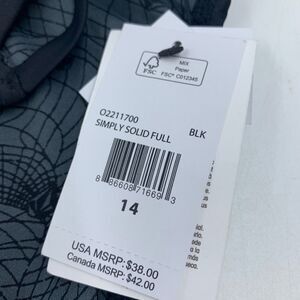 FSC
MIX
Paper
FSC® C012345
O2211700
SIMPLY SOLID FULL BLK
8 86608 71669 3
14
USA MSRP: $38.00
Canada MSRP: $42.00